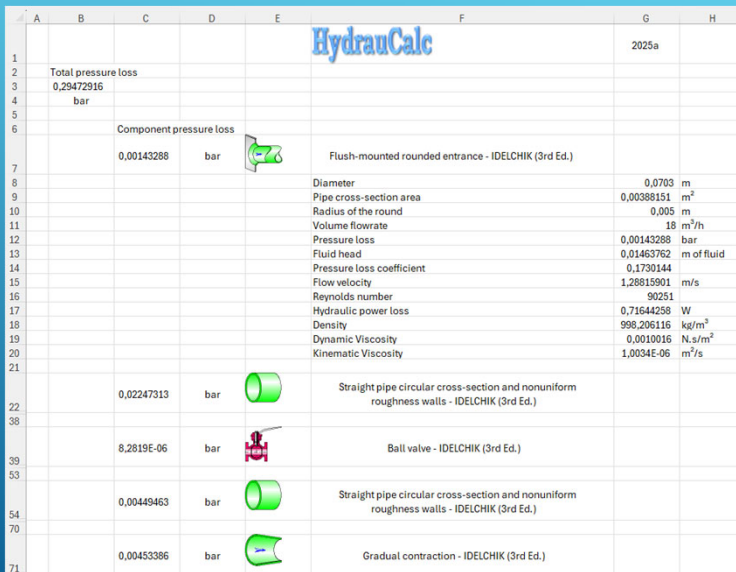 A B C D E F G H
1 HydrauCalc 2025a
2 Total pressure loss
3 0,29472916
4 bar
5
6 Component pressure loss
7 0,00143288 bar Flush-mounted rounded entrance - IDELCHIK (3rd Ed.)
8 Diameter 0,0703 m
9 Pipe cross-section area 0,00388151 m²
10 Radius of the round 0,005 m
11 Volume flowrate 18 m³/h
12 Pressure loss 0,00143288 bar
13 Fluid head 0,01463762 m of fluid
14 Pressure loss coefficient 0,1730144
15 Flow velocity 1,28815901 m/s
16 Reynolds number 90251
17 Hydraulic power loss 0,71644258 W
18 Density 998,206116 kg/m³
19 Dynamic Viscosity 0,0010016 N.s/m²
20 Kinematic Viscosity 1,0034E-06 m²/s
21
Straight pipe circular cross-section and nonuniform
22 0,02247313 bar roughness walls - IDELCHIK (3rd Ed.)
38
39 8,2819E-06 bar Ball valve - IDELCHIK (3rd Ed.)
53
Straight pipe circular cross-section and nonuniform
54 0,00449463 bar roughness walls - IDELCHIK (3rd Ed.)
70
71 0,00453386 bar Gradual contraction - IDELCHIK (3rd Ed.)